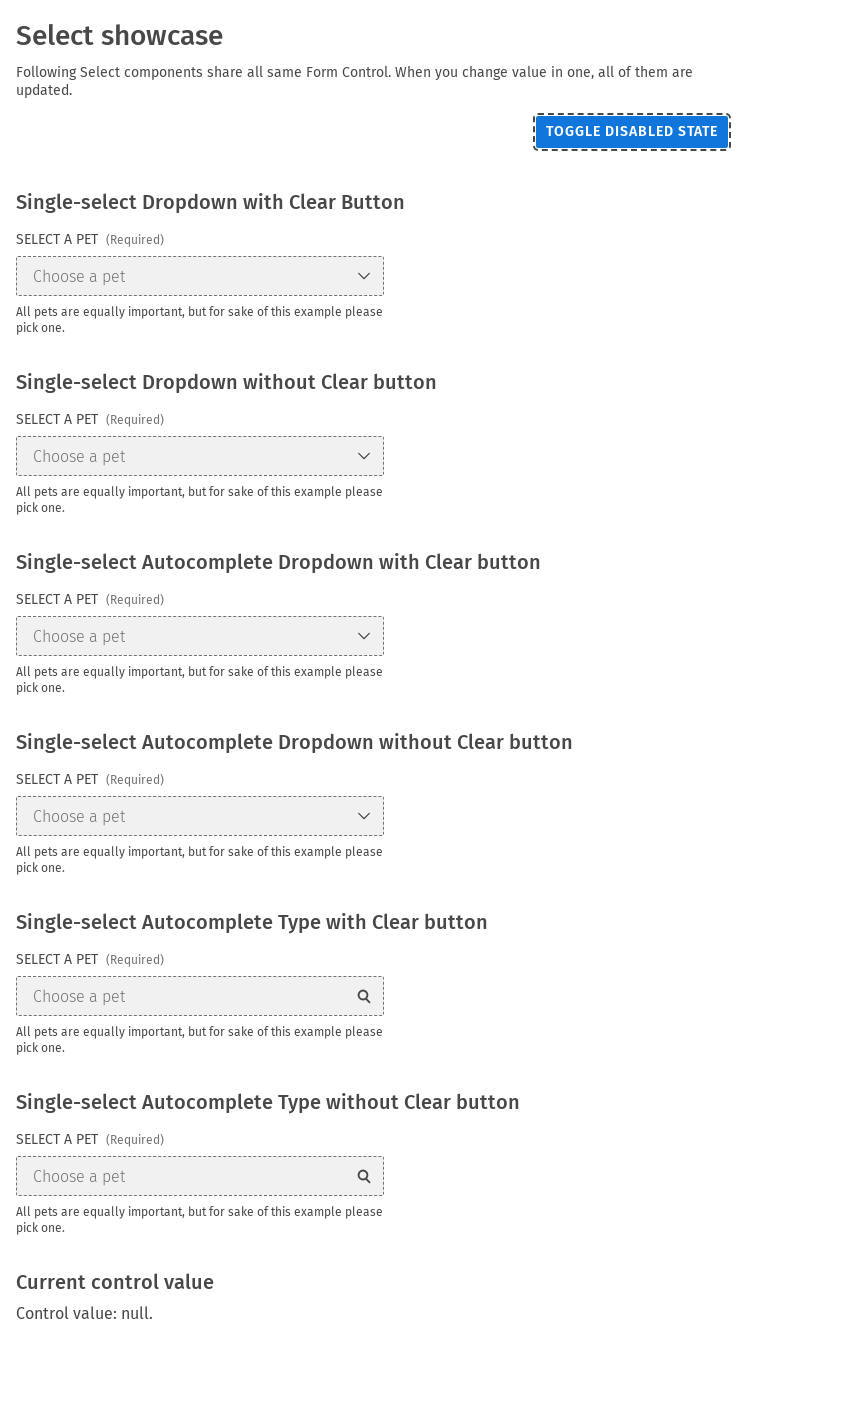 Select showcase
Following Select components share all same Form Control. When you change value in one, all of them are
updated.
TOGGLE DISABLED STATE
Single-select Dropdown with Clear Button
SELECT A PET (Required)
Choose a pet
All pets are equally important, but for sake of this example please
pick one.
Single-select Dropdown without Clear button
SELECT A PET (Required)
Choose a pet
All pets are equally important, but for sake of this example please
pick one.
Single-select Autocomplete Dropdown with Clear button
SELECT A PET (Required)
Choose a pet
All pets are equally important, but for sake of this example please
pick one.
Single-select Autocomplete Dropdown without Clear button
SELECT A PET (Required)
Choose a pet
All pets are equally important, but for sake of this example please
pick one.
Single-select Autocomplete Type with Clear button
SELECT A PET (Required)
Choose a pet
All pets are equally important, but for sake of this example please
pick one.
Single-select Autocomplete Type without Clear button
SELECT A PET (Required)
Choose a pet
All pets are equally important, but for sake of this example please
pick one.
Current control value
Control value: null.